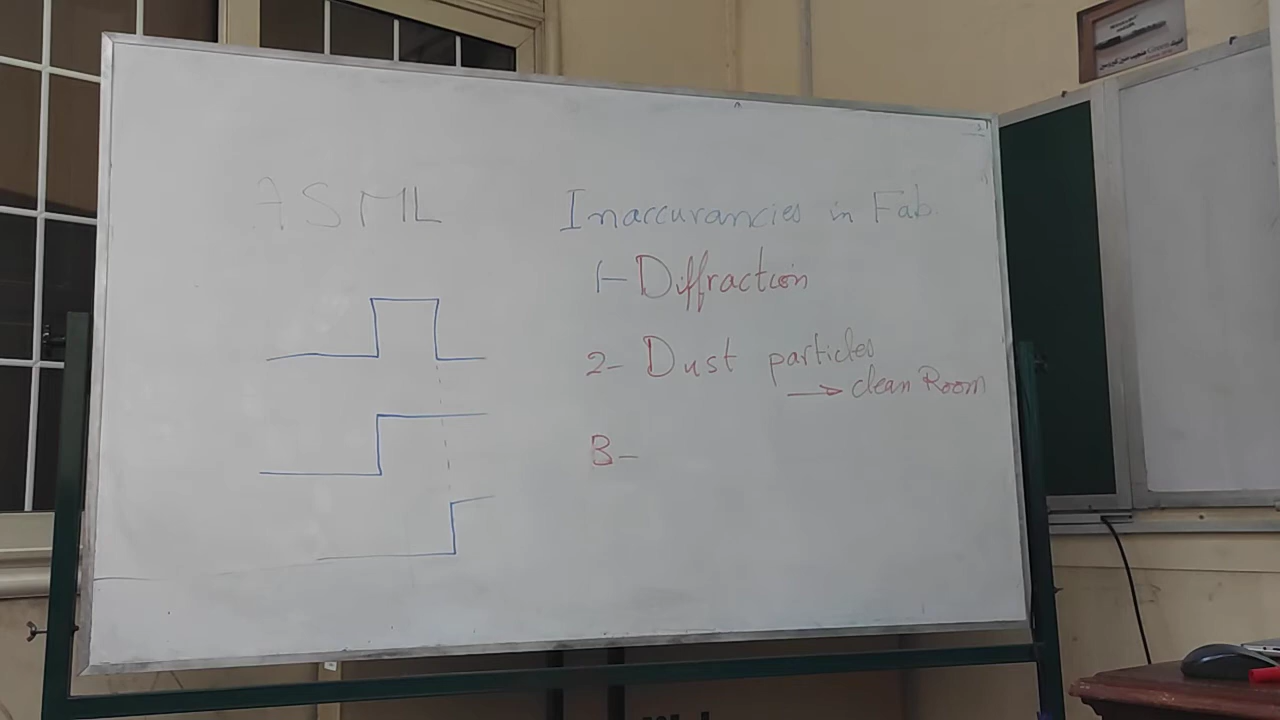 ASML
Inaccurancies in Fab.
1- Diffraction
2- Dust particles
→ clean Room
3-